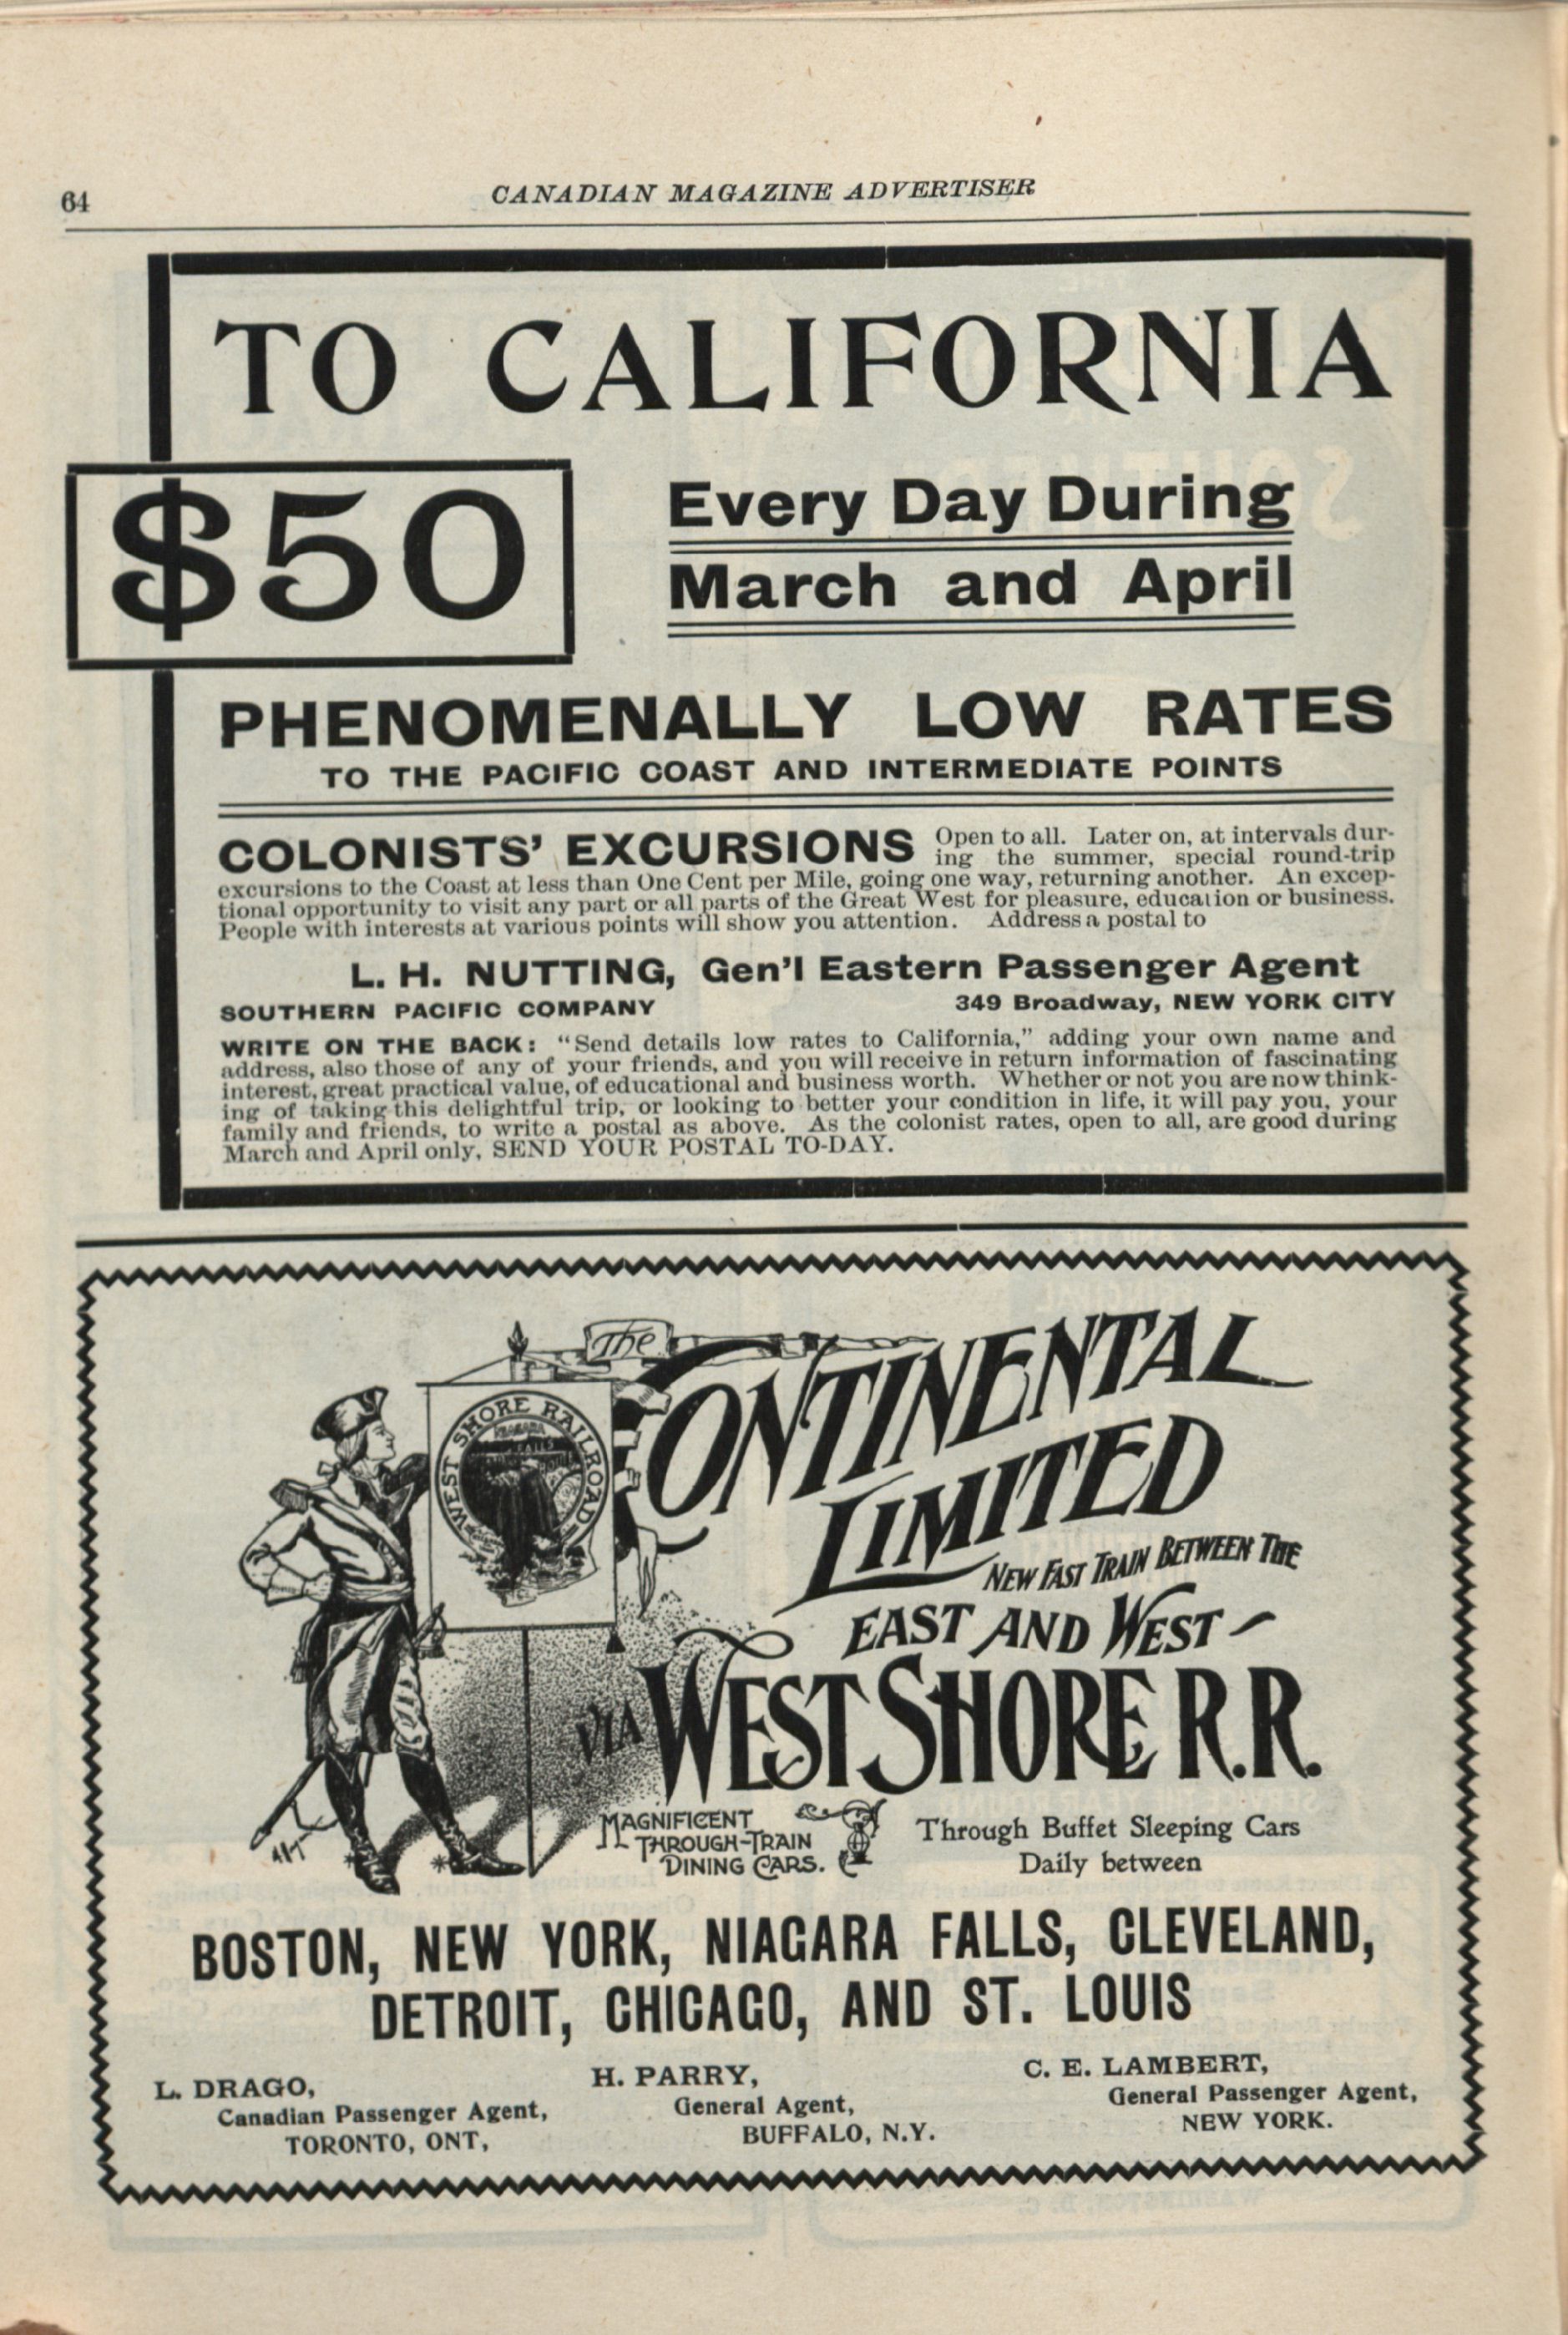 64
CANADIAN MAGAZINE ADVERTISER
TO CALIFORNIA
$50
Every Day During
March and April
PHENOMENALLY LOW RATES
TO THE PACIFIC COAST AND INTERMEDIATE POINTS
COLONISTS' EXCURSIONS Open to all. Later on, at intervals dur-
ing the summer, special round-trip
excursions to the Coast at less than One Cent per Mile, going one way, returning another. An excep-
tional opportunity to visit any part or all parts of the Great West for pleasure, education or business.
People with interests at various points will show you attention. Address a postal to
L. H. NUTTING, Gen'l Eastern Passenger Agent
SOUTHERN PACIFIC COMPANY 349 Broadway, NEW YORK CITY
WRITE ON THE BACK: "Send details low rates to California," adding your own name and
address, also those of any of your friends, and you will receive in return information of fascinating
interest, great practical value, of educational and business worth. Whether or not you are now think-
ing of taking this delightful trip, or looking to better your condition in life, it will pay you, your
family and friends, to write a postal as above. As the colonist rates, open to all, are good during
March and April only, SEND YOUR POSTAL TO-DAY.
The
CONTINENTAL
LIMITED
WEST SHORE RAILROAD
NIAGARA
FALLS
ROUTE
NEW FAST TRAIN BETWEEN THE
EAST AND WEST
VIA WEST SHORE R.R.
MAGNIFICENT
THROUGH-TRAIN
DINING CARS.
Through Buffet Sleeping Cars
Daily between
BOSTON, NEW YORK, NIAGARA FALLS, CLEVELAND,
DETROIT, CHICAGO, AND ST. LOUIS
L. DRAGO,
Canadian Passenger Agent,
TORONTO, ONT,
H. PARRY,
General Agent,
BUFFALO, N.Y.
C. E. LAMBERT,
General Passenger Agent,
NEW YORK.